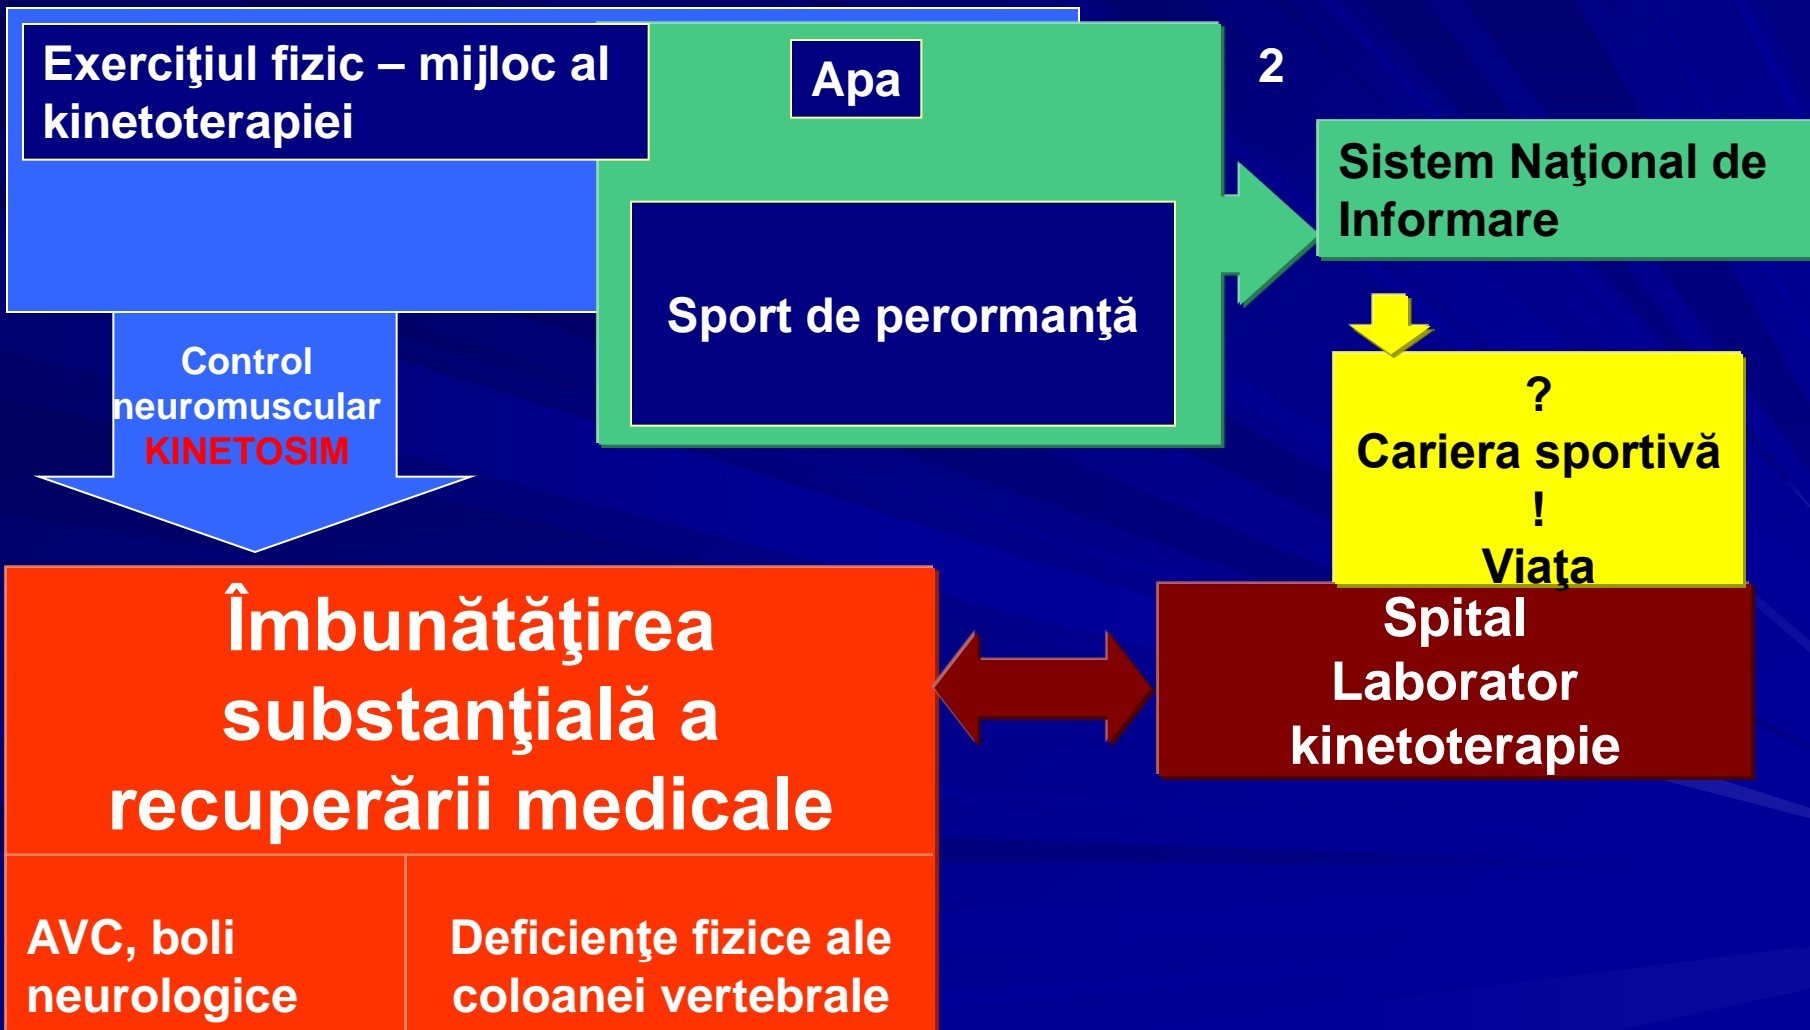 Exerciţiul fizic – mijloc al
kinetoterapiei
Apa
2
Sistem Naţional de
Informare
Sport de perormanţă
Control
neuromuscular
KINETOSIM
?
Cariera sportivă
!
Viaţa
Îmbunătăţirea
substanţială a
recuperării medicale
Spital
Laborator
kinetoterapie
AVC, boli
neurologice
Deficienţe fizice ale
coloanei vertebrale